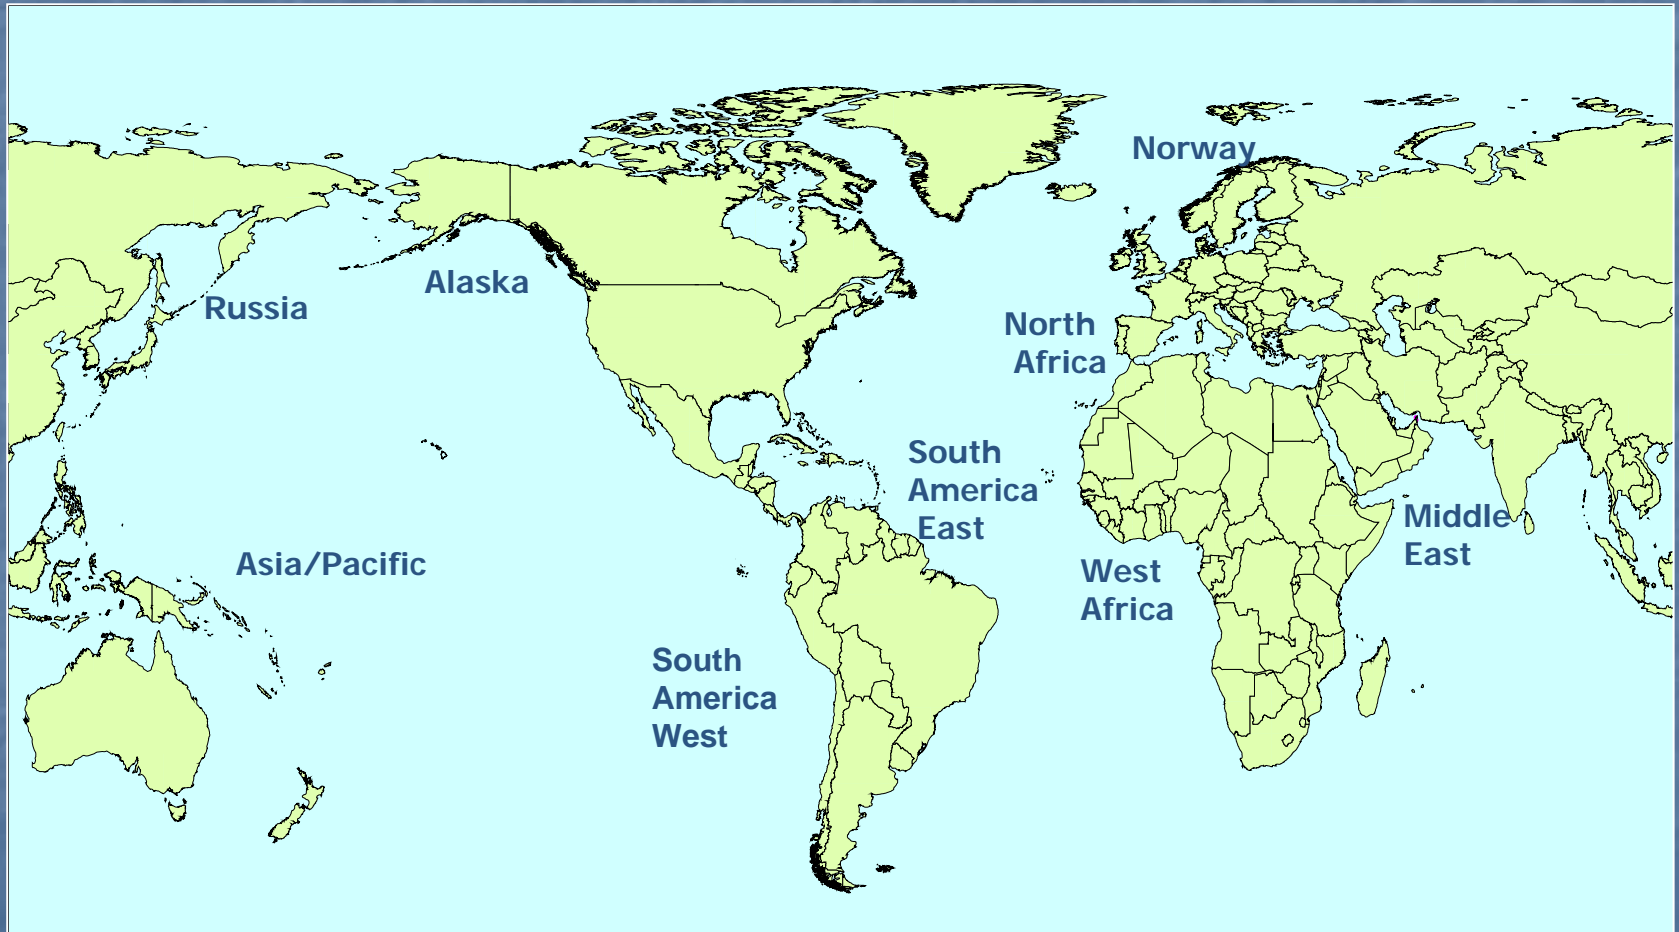 Norway
Alaska
Russia
North
Africa
South
America
East
Middle
East
Asia/Pacific
West
Africa
South
America
West